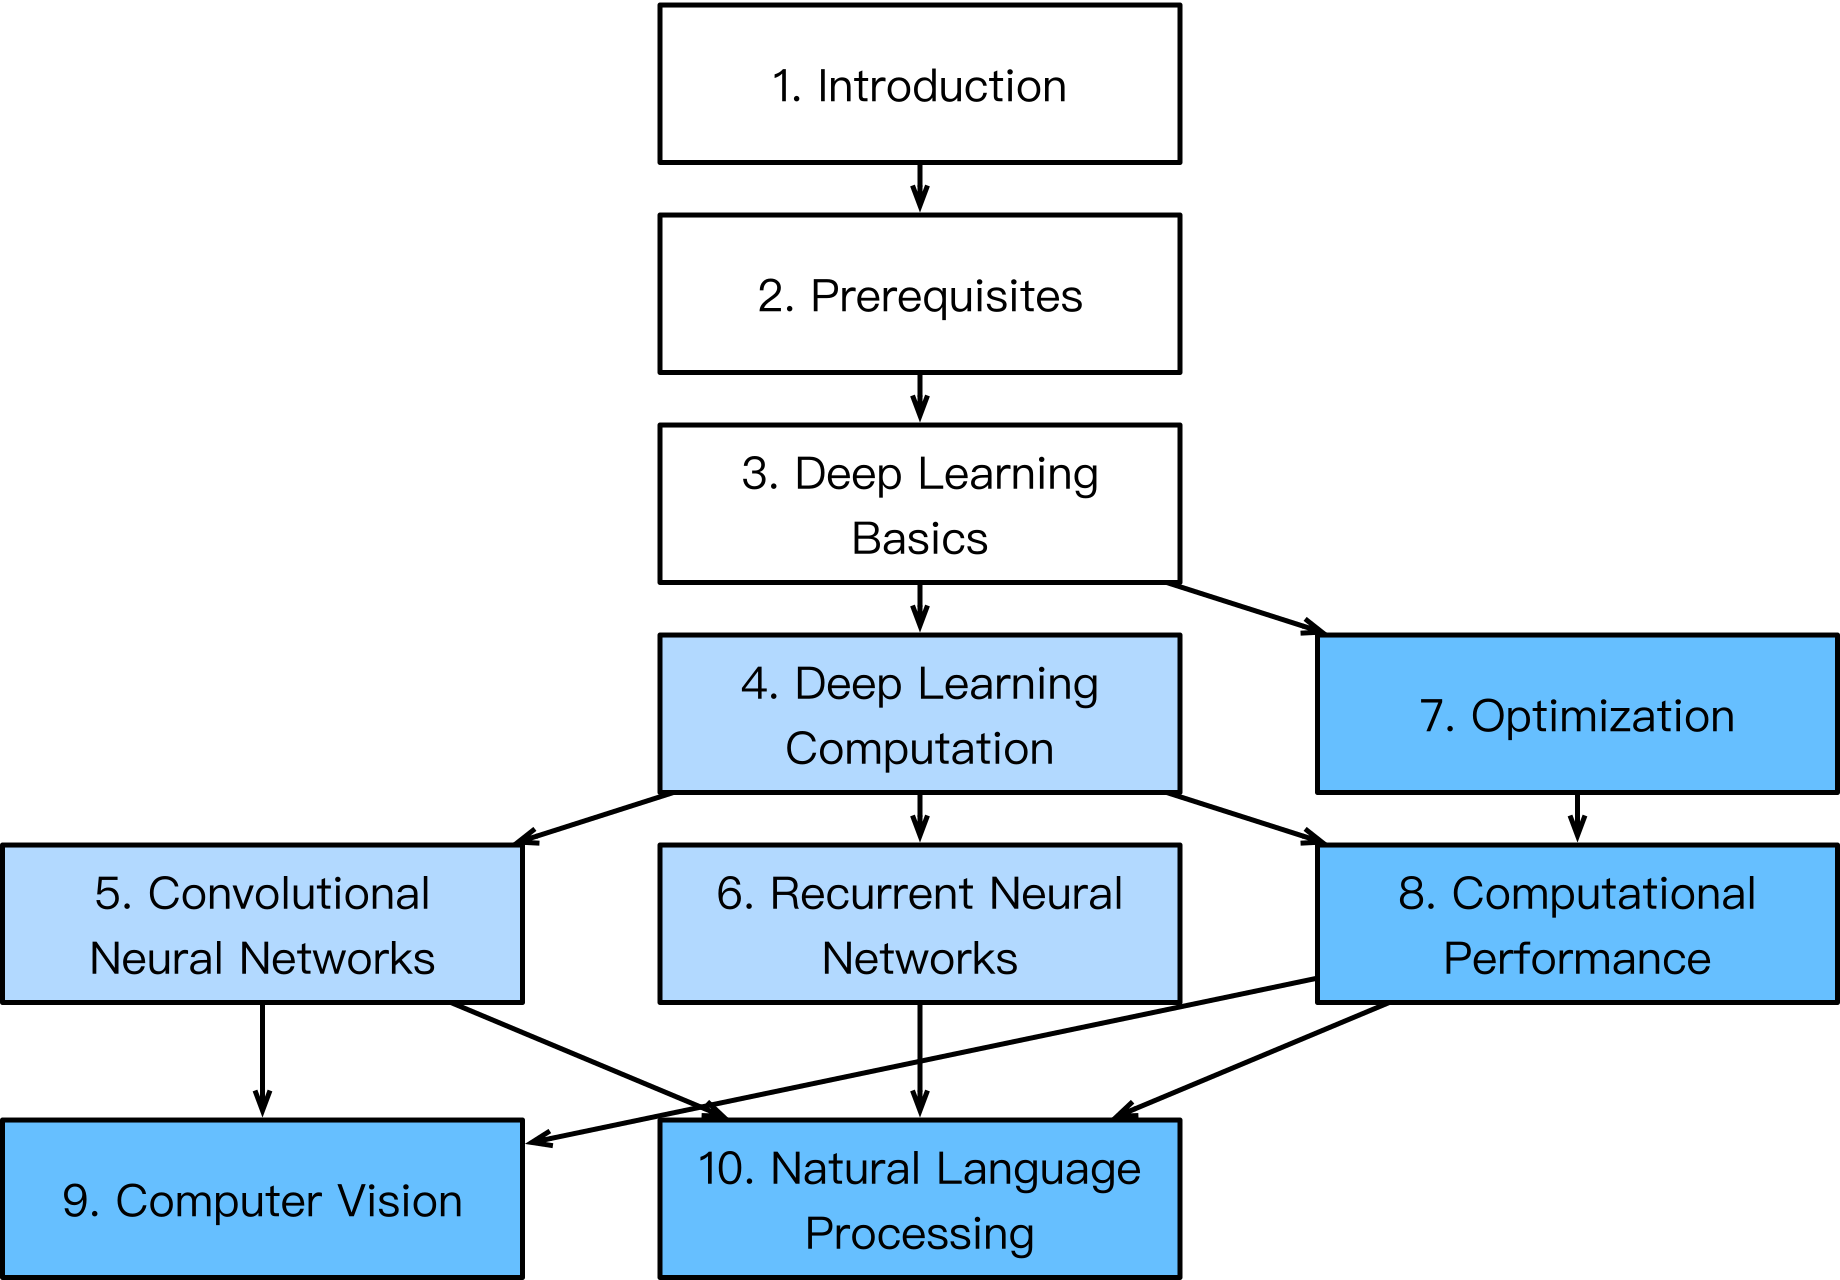 1. Introduction
2. Prerequisites
3. Deep Learning
Basics
4. Deep Learning
Computation
7. Optimization
5. Convolutional
Neural Networks
6. Recurrent Neural
Networks
8. Computational
Performance
9. Computer Vision
10. Natural Language
Processing